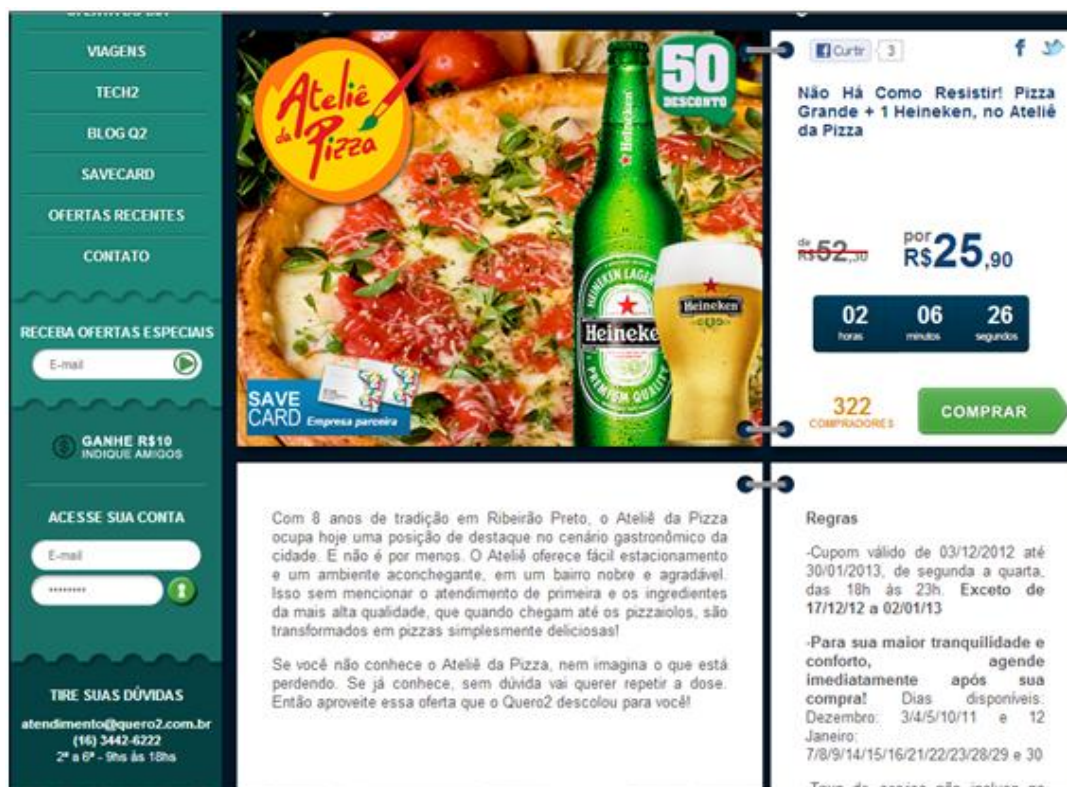 VIAGENS
TECH2
BLOG Q2
SAVECARD
OFERTAS RECENTES
CONTATO
RECEBA OFERTAS ESPECIAIS
E-mail
GANHE R$10
INDIQUE AMIGOS
ACESSE SUA CONTA
E-mail
********
TIRE SUAS DÚVIDAS
atendimento@quero2.com.br
(16) 3442-6222
2ª a 6ª - 9hs às 18hs
Ateliê
da Pizza
50
DESCONTO
Heineken
HEINEKEN LAGER
Heineke
PREMIUM QUALITY
Heineken
SAVE
CARD Empresa parceira
Curtir 3
Não Há Como Resistir! Pizza
Grande + 1 Heineken, no Ateliê
da Pizza
de
R$52,30
por
R$25,90
02 06 26
horas minutos segundos
322
COMPRADORES
COMPRAR
Com 8 anos de tradição em Ribeirão Preto, o Ateliê da Pizza
ocupa hoje uma posição de destaque no cenário gastronômico da
cidade. E não é por menos. O Ateliê oferece fácil estacionamento
e um ambiente aconchegante, em um bairro nobre e agradável.
Isso sem mencionar o atendimento de primeira e os ingredientes
da mais alta qualidade, que quando chegam até os pizzaiolos, são
transformados em pizzas simplesmente deliciosas!
Se você não conhece o Ateliê da Pizza, nem imagina o que está
perdendo. Se já conhece, sem dúvida vai querer repetir a dose.
Então aproveite essa oferta que o Quero2 descolou para você!
Regras
-Cupom válido de 03/12/2012 até
30/01/2013, de segunda a quarta,
das 18h às 23h. Exceto de
17/12/12 a 02/01/13
-Para sua maior tranquilidade e
conforto, agende
imediatamente após sua
compra! Dias disponíveis:
Dezembro: 3/4/5/10/11 e 12
Janeiro:
7/8/9/14/15/16/21/22/23/28/29 e 30